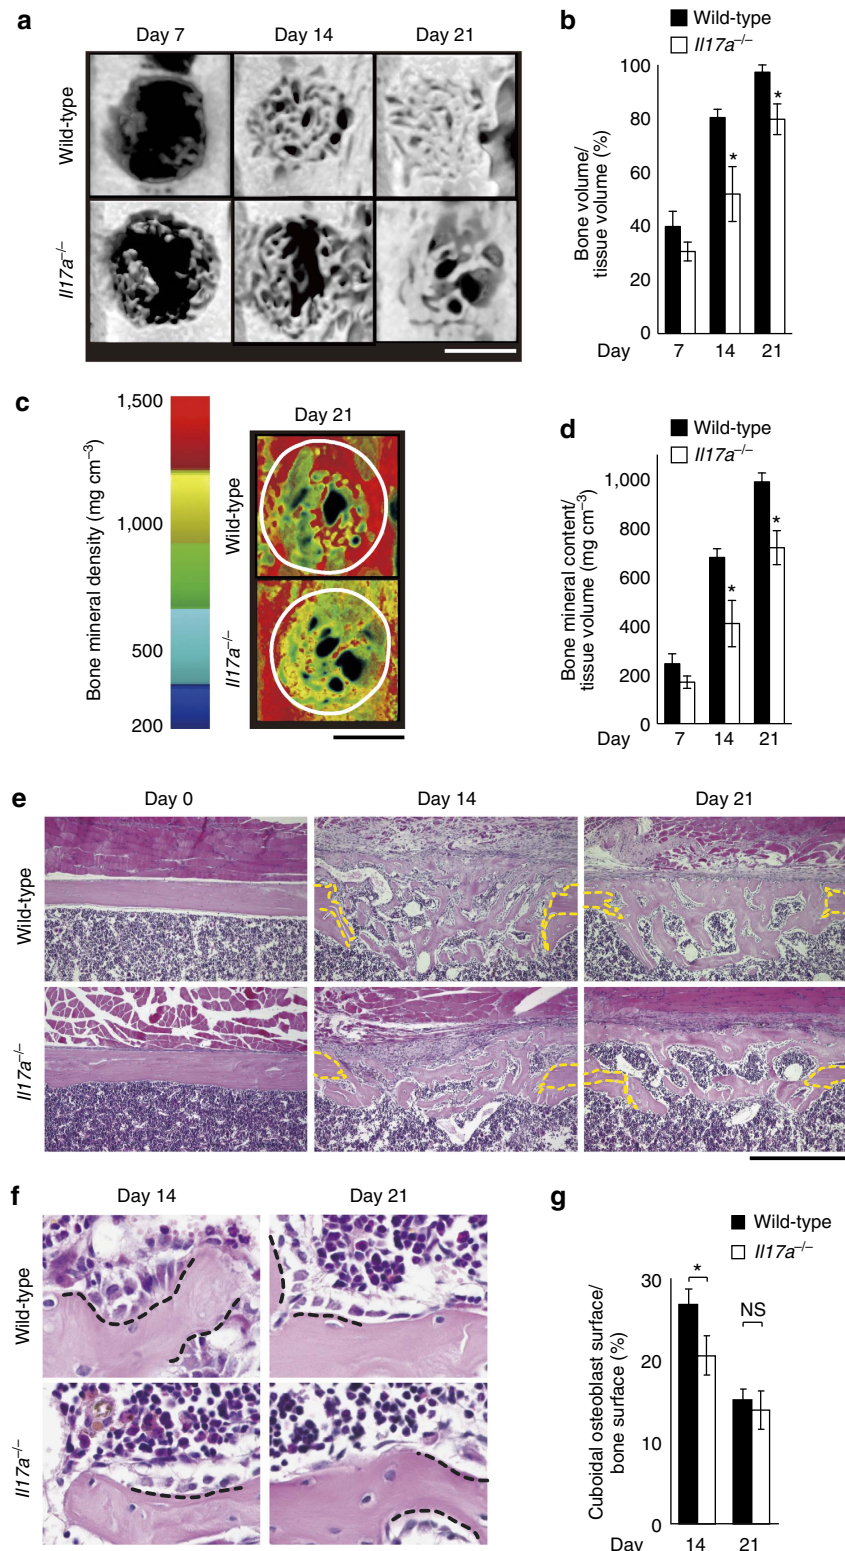 a
Day 7 Day 14 Day 21
Wild-type
Il17a–/–
b
Wild-type
Il17a–/–
Bone volume/
tissue volume (%)
100
80
60
40
20
0
* *
Day 7 14 21
c
Bone mineral density (mg cm–3)
1,500
1,000
500
200
Day 21
Wild-type
Il17a–/–
d
Wild-type
Il17a–/–
Bone mineral content/
tissue volume (mg cm–3)
1,000
800
600
400
200
0
* *
Day 7 14 21
e
Day 0 Day 14 Day 21
Wild-type
Il17a–/–
f
Day 14 Day 21
Wild-type
Il17a–/–
g
Wild-type
Il17a–/–
Cuboidal osteoblast surface/
bone surface (%)
30
20
10
0
* NS
Day 14 21